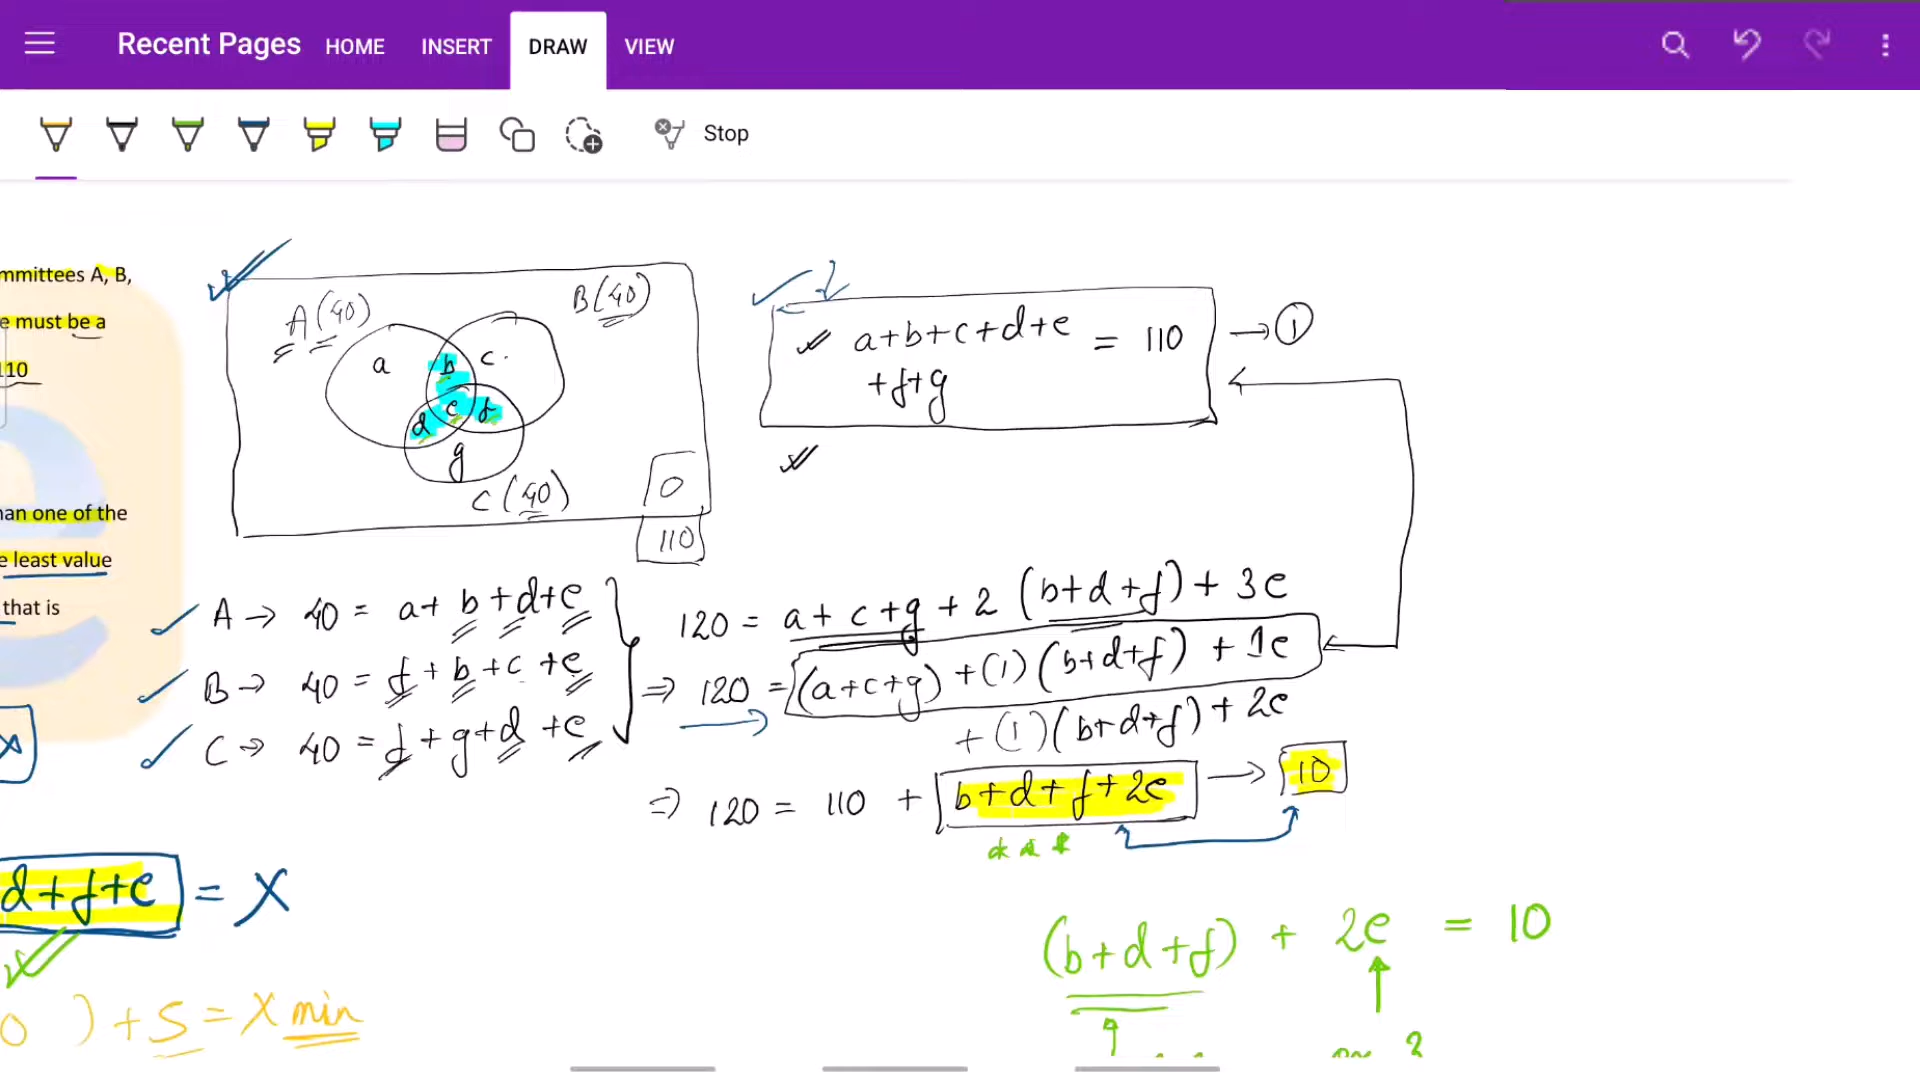 Recent Pages HOME INSERT DRAW VIEW
Stop
mmittees A, B,
e must be a
110
an one of the
e least value
that is
x
A (40)
B (40)
a b c
d e f
g
C (40)
0
110
a+b+c+d+e
+f+g
= 110
→ ①
A → 40 = a + b + d + e
B → 40 = f + b + c + e
C → 40 = f + g + d + e
120 = a + c + g + 2 (b+d+f) + 3e
⇒ 120 = (a+c+g) + (1) (b+d+f) + 1e
+ (1) (b+d+f) + 2e
⇒ 120 = 110 + b+d+f+2e → 10
d+f+e = X
0 ) + 5 = X min
(b+d+f) + 2e = 10